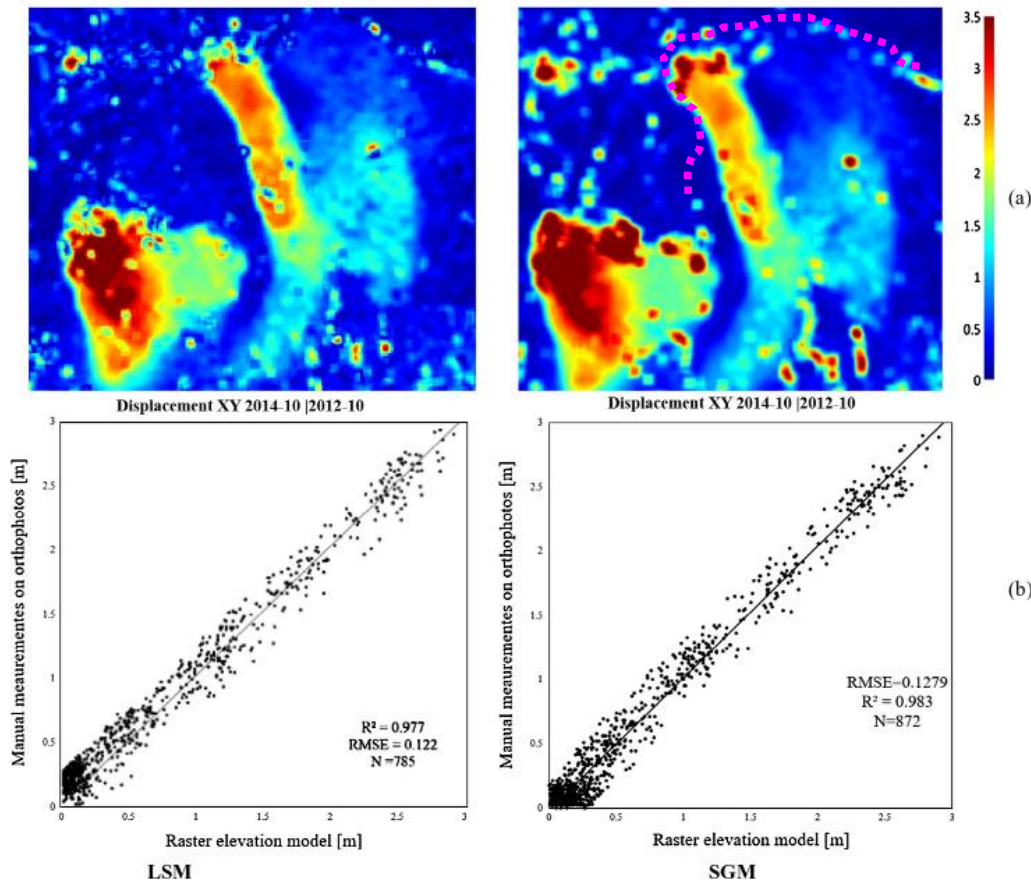 3.5
3
2.5
2
1.5
1
0.5
0
(a)
Displacement XY 2014-10 |2012-10
Displacement XY 2014-10 |2012-10
Manual meaurementes on orthophotos [m]
3
2.5
2
1.5
1
0.5
0
R² = 0.977
RMSE = 0.122
N =785
0 0.5 1 1.5 2 2.5 3
Raster elevation model [m]
LSM
Manual meaurementes on orthophotos [m]
3
2.5
2
1.5
1
0.5
0
RMSE=0.1279
R² = 0.983
N=872
0 0.5 1 1.5 2 2.5 3
Raster elevation model [m]
SGM
(b)